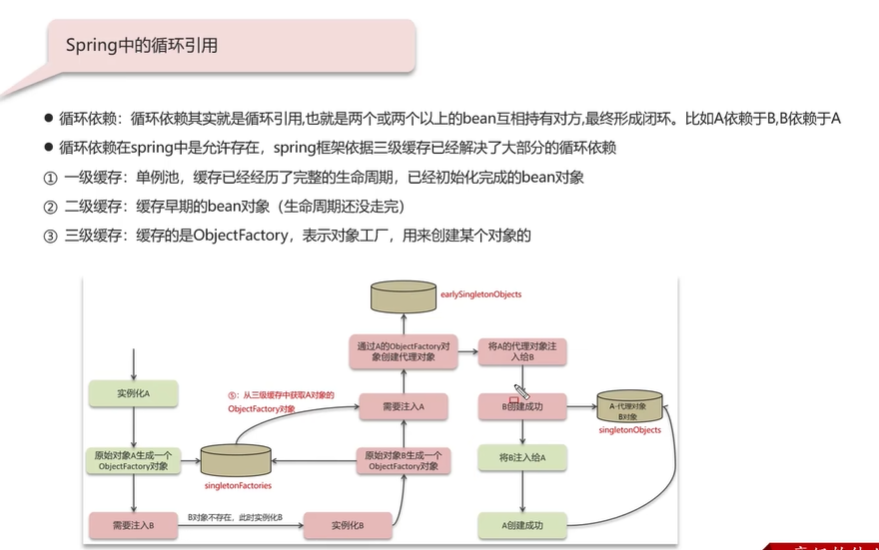 Spring中的循环引用
循环依赖：循环依赖其实就是循环引用,也就是两个或两个以上的bean互相持有对方,最终形成闭环。比如A依赖于B,B依赖于A
循环依赖在spring中是允许存在，spring框架依据三级缓存已经解决了大部分的循环依赖
① 一级缓存：单例池，缓存已经经历了完整的生命周期，已经初始化完成的bean对象
② 二级缓存：缓存早期的bean对象（生命周期还没走完）
③ 三级缓存：缓存的是ObjectFactory，表示对象工厂，用来创建某个对象的
earlySingletonObjects
通过A的ObjectFactory对
象创建代理对象
将A的代理对象注
入给B
实例化A
⑤：从三级缓存中获取A对象的
ObjectFactory对象
需要注入A
B创建成功
A-代理对象
B对象
singletonObjects
原始对象A生成一个
ObjectFactory对象
singletonFactories
原始对象B生成一个
ObjectFactory对象
将B注入给A
需要注入B
B对象不存在，此时实例化B
实例化B
A创建成功